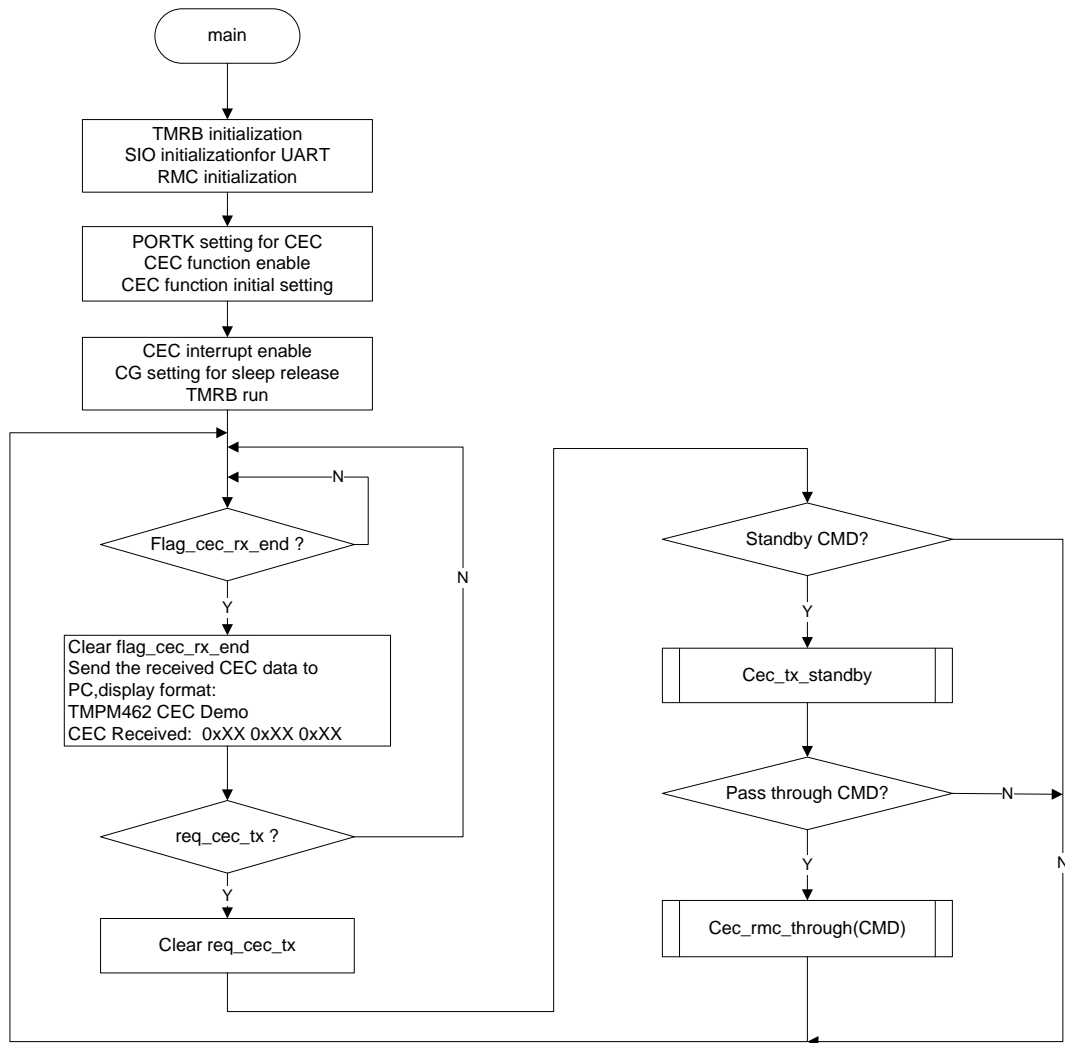 main
TMRB initialization
SIO initializationfor UART
RMC initialization
PORTK setting for CEC
CEC function enable
CEC function initial setting
CEC interrupt enable
CG setting for sleep release
TMRB run
N
Flag_cec_rx_end ?
Y
Clear flag_cec_rx_end
Send the received CEC data to
PC,display format:
TMPM462 CEC Demo
CEC Received:  0xXX 0xXX 0xXX
req_cec_tx ?
N
Y
Clear req_cec_tx
Standby CMD?
Y
Cec_tx_standby
Pass through CMD?
N
Y
N
Cec_rmc_through(CMD)